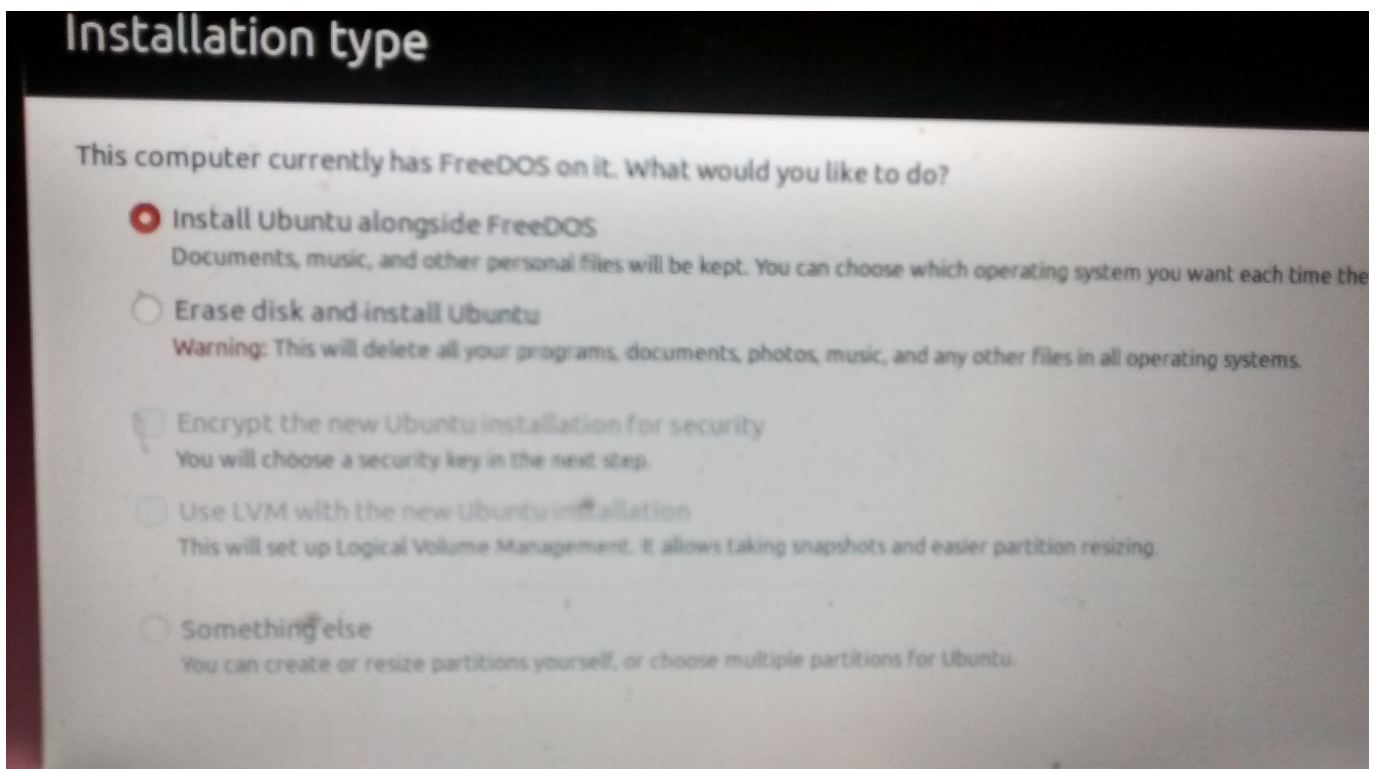 Installation type
This computer currently has FreeDOS on it. What would you like to do?
Install Ubuntu alongside FreeDOS
Documents, music, and other personal files will be kept. You can choose which operating system you want each time the
Erase disk and install Ubuntu
Warning: This will delete all your programs, documents, photos, music, and any other files in all operating systems.
Encrypt the new Ubuntu installation for security
You will choose a security key in the next step.
Use LVM with the new Ubuntu installation
This will set up Logical Volume Management. It allows taking snapshots and easier partition resizing.
Something else
You can create or resize partitions yourself, or choose multiple partitions for Ubuntu.